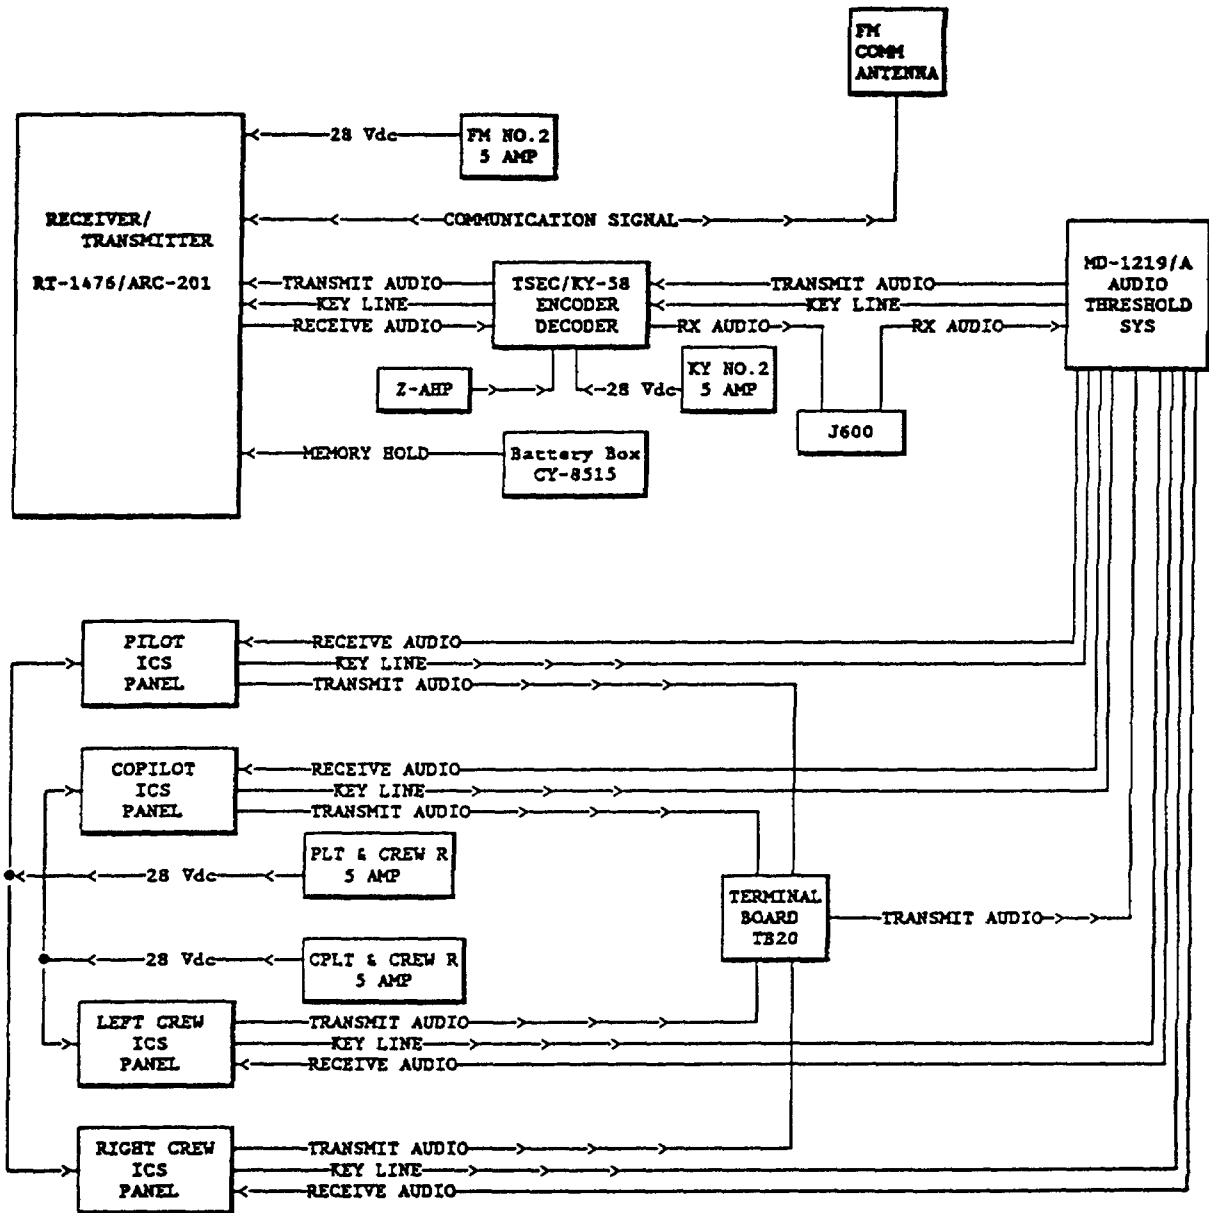 FM
COMM
ANTENNA
28 Vdc
FM NO.2
5 AMP
RECEIVER/
TRANSMITTER
RT-1476/ARC-201
COMMUNICATION SIGNAL
TRANSMIT AUDIO
KEY LINE
RECEIVE AUDIO
TSEC/KY-58
ENCODER
DECODER
TRANSMIT AUDIO
KEY LINE
RX AUDIO
RX AUDIO
MD-1219/A
AUDIO
THRESHOLD
SYS
Z-AHP
28 Vdc
KY NO.2
5 AMP
J600
MEMORY HOLD
Battery Box
CY-8515
PILOT
ICS
PANEL
RECEIVE AUDIO
KEY LINE
TRANSMIT AUDIO
COPILOT
ICS
PANEL
RECEIVE AUDIO
KEY LINE
TRANSMIT AUDIO
28 Vdc
PLT & CREW R
5 AMP
TERMINAL
BOARD
TB20
TRANSMIT AUDIO
28 Vdc
CPLT & CREW R
5 AMP
LEFT CREW
ICS
PANEL
TRANSMIT AUDIO
KEY LINE
RECEIVE AUDIO
RIGHT CREW
ICS
PANEL
TRANSMIT AUDIO
KEY LINE
RECEIVE AUDIO